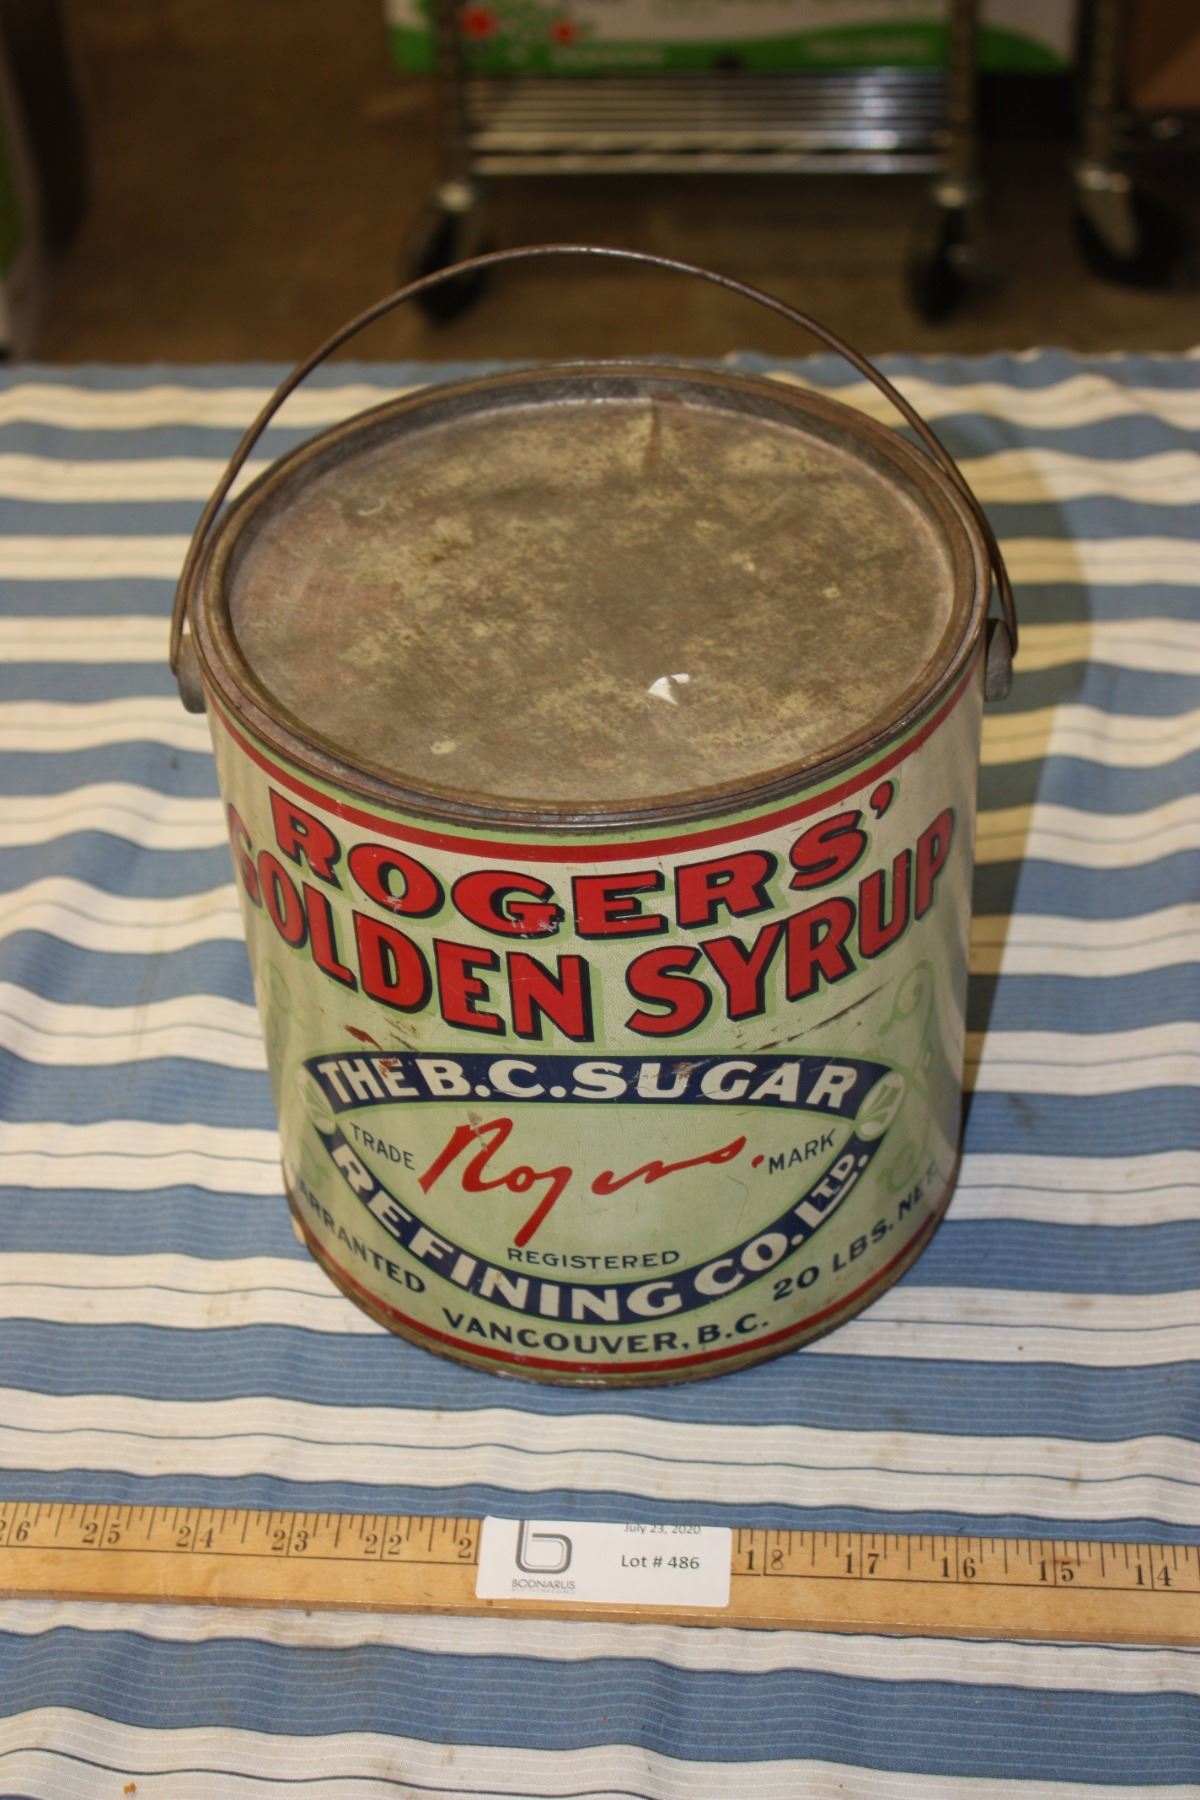 ROGERS'
GOLDEN SYRUP
THE B.C. SUGAR
TRADE Rogers. MARK
REGISTERED
REFINING CO. LTD.
WARRANTED 20 LBS. NET.
VANCOUVER, B.C.
July 23, 2020
Lot # 486
BODNARUS
26 25 24 23 22 2 18 17 16 15 14